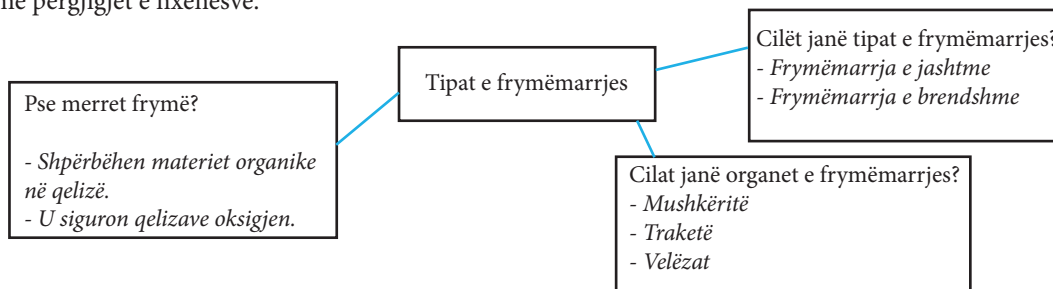 përgjigjet e nxënësve.
Cilët janë tipat e frymëmarrjes?
- Frymëmarrja e jashtme
- Frymëmarrja e brendshme
Tipat e frymëmarrjes
Pse merret frymë?
- Shpërbëhen materiet organike
në qelizë.
- U siguron qelizave oksigjen.
Cilat janë organet e frymëmarrjes?
- Mushkëritë
- Traketë
- Velëzat